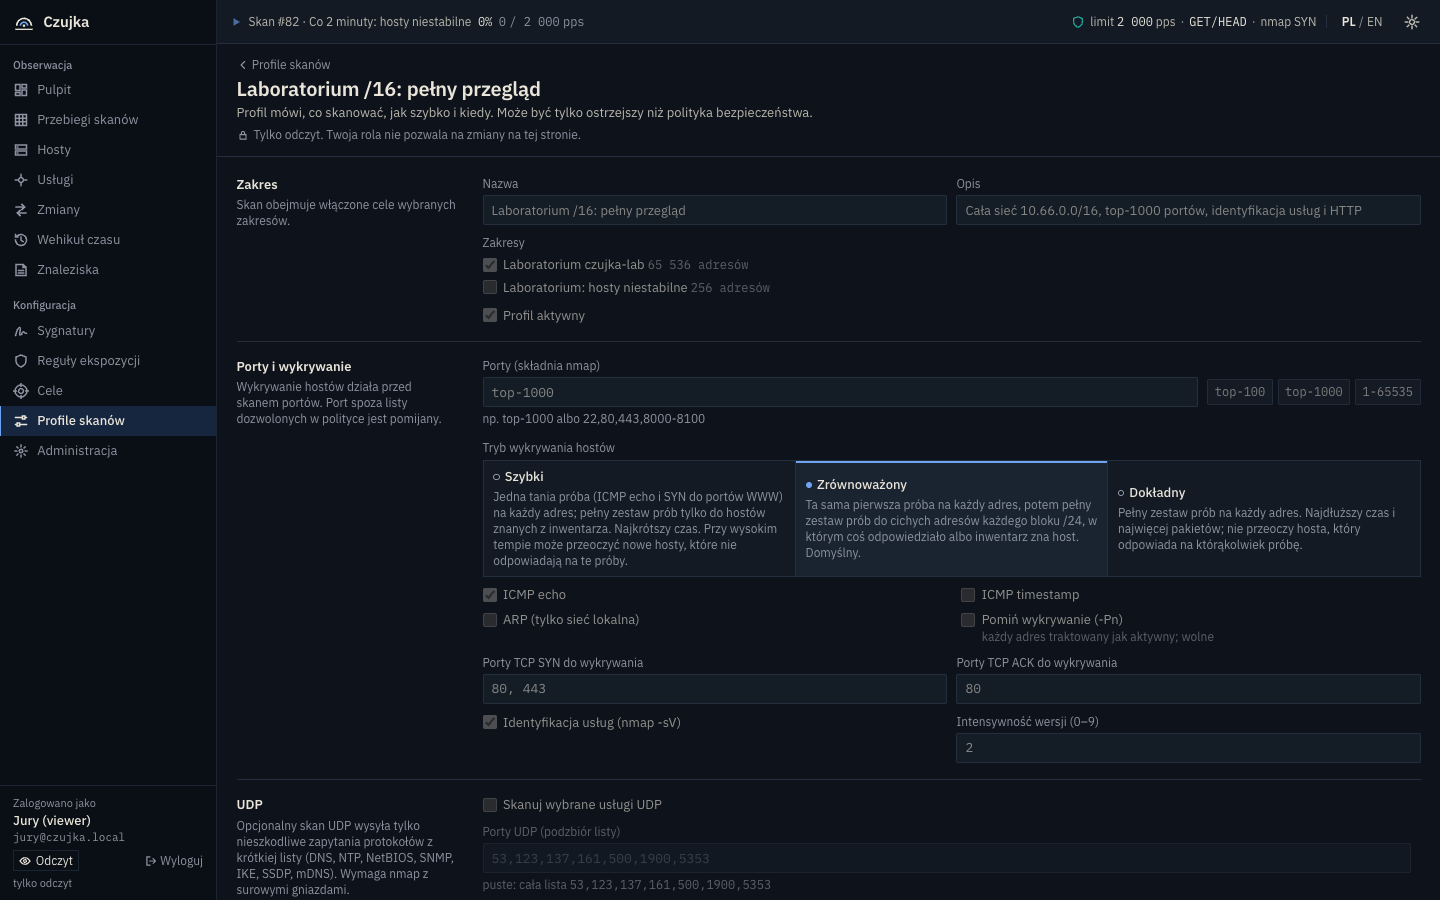 Czujka
Skan #82 · Co 2 minuty: hosty niestabilne 0% 0 / 2 000 pps
limit 2 000 pps · GET/HEAD · nmap SYN
PL / EN
Obserwacja
Pulpit
Przebiegi skanów
Hosty
Usługi
Zmiany
Wehikuł czasu
Znaleziska
Konfiguracja
Sygnatury
Reguły ekspozycji
Cele
Profile skanów
Administracja
Zalogowano jako
Jury (viewer)
jury@czujka.local
Odczyt
Wyloguj
tylko odczyt
Profile skanów
Laboratorium /16: pełny przegląd
Profil mówi, co skanować, jak szybko i kiedy. Może być tylko ostrzejszy niż polityka bezpieczeństwa.
Tylko odczyt. Twoja rola nie pozwala na zmiany na tej stronie.
Zakres
Skan obejmuje włączone cele wybranych
zakresów.
Nazwa
Laboratorium /16: pełny przegląd
Opis
Cała sieć 10.66.0.0/16, top-1000 portów, identyfikacja usług i HTTP
Zakresy
Laboratorium czujka-lab 65 536 adresów
Laboratorium: hosty niestabilne 256 adresów
Profil aktywny
Porty i wykrywanie
Wykrywanie hostów działa przed
skanem portów. Port spoza listy
dozwolonych w polityce jest pomijany.
Porty (składnia nmap)
top-1000
top-100
top-1000
1-65535
np. top-1000 albo 22,80,443,8000-8100
Tryb wykrywania hostów
Szybki
Jedna tania próba (ICMP echo i SYN do portów WWW)
na każdy adres; pełny zestaw prób tylko do hostów
znanych z inwentarza. Najkrótszy czas. Przy wysokim
tempie może przeoczyć nowe hosty, które nie
odpowiadają na te próby.
Zrównoważony
Ta sama pierwsza próba na każdy adres, potem pełny
zestaw prób do cichych adresów każdego bloku /24, w
którym coś odpowiedziało albo inwentarz zna host.
Domyślny.
Dokładny
Pełny zestaw prób na każdy adres. Najdłuższy czas i
najwięcej pakietów; nie przeoczy hosta, który
odpowiada na którąkolwiek próbę.
ICMP echo
ICMP timestamp
ARP (tylko sieć lokalna)
Pomiń wykrywanie (-Pn)
każdy adres traktowany jak aktywny; wolne
Porty TCP SYN do wykrywania
80, 443
Porty TCP ACK do wykrywania
80
Identyfikacja usług (nmap -sV)
Intensywność wersji (0–9)
2
UDP
Opcjonalny skan UDP wysyła tylko
nieszkodliwe zapytania protokołów z
krótkiej listy (DNS, NTP, NetBIOS, SNMP,
IKE, SSDP, mDNS). Wymaga nmap z
surowymi gniazdami.
Skanuj wybrane usługi UDP
Porty UDP (podzbiór listy)
53,123,137,161,500,1900,5353
puste: cała lista 53,123,137,161,500,1900,5353